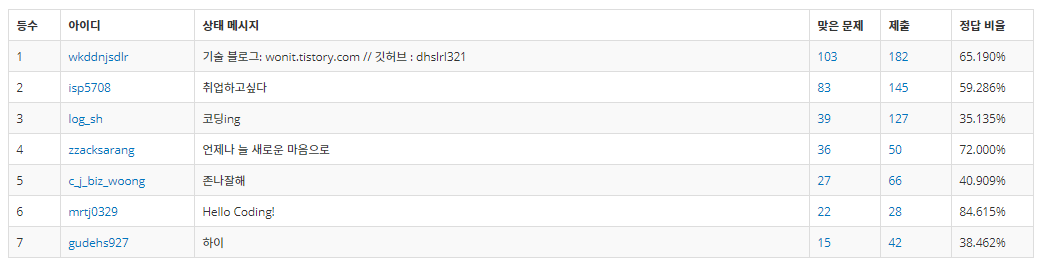 등수 아이디 상태 메시지 맞은 문제 제출 정답 비율
1 wkddnjsdlr 기술 블로그: wonit.tistory.com // 깃허브 : dhslrl321 103 182 65.190%
2 isp5708 취업하고싶다 83 145 59.286%
3 log_sh 코딩ing 39 127 35.135%
4 zzacksarang 언제나 늘 새로운 마음으로 36 50 72.000%
5 c_j_biz_woong 존나잘해 27 66 40.909%
6 mrtj0329 Hello Coding! 22 28 84.615%
7 gudehs927 하이 15 42 38.462%